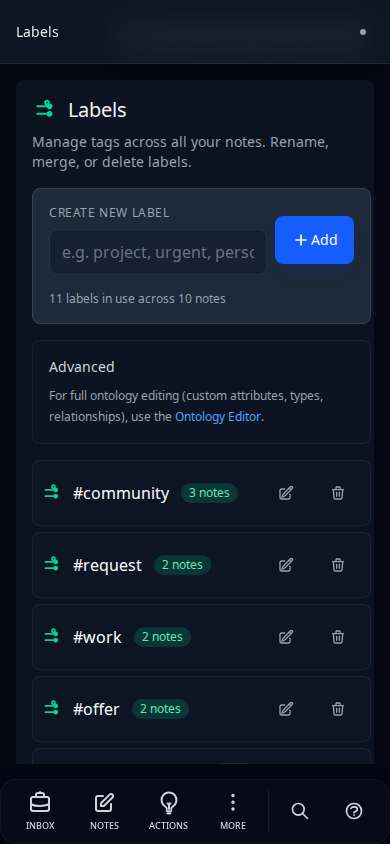 Labels
Labels
Manage tags across all your notes. Rename,
merge, or delete labels.
CREATE NEW LABEL
e.g. project, urgent, persc
Add
11 labels in use across 10 notes
Advanced
For full ontology editing (custom attributes, types,
relationships), use the Ontology Editor.
#community 3 notes
#request 2 notes
#work 2 notes
#offer 2 notes
INBOX NOTES ACTIONS MORE